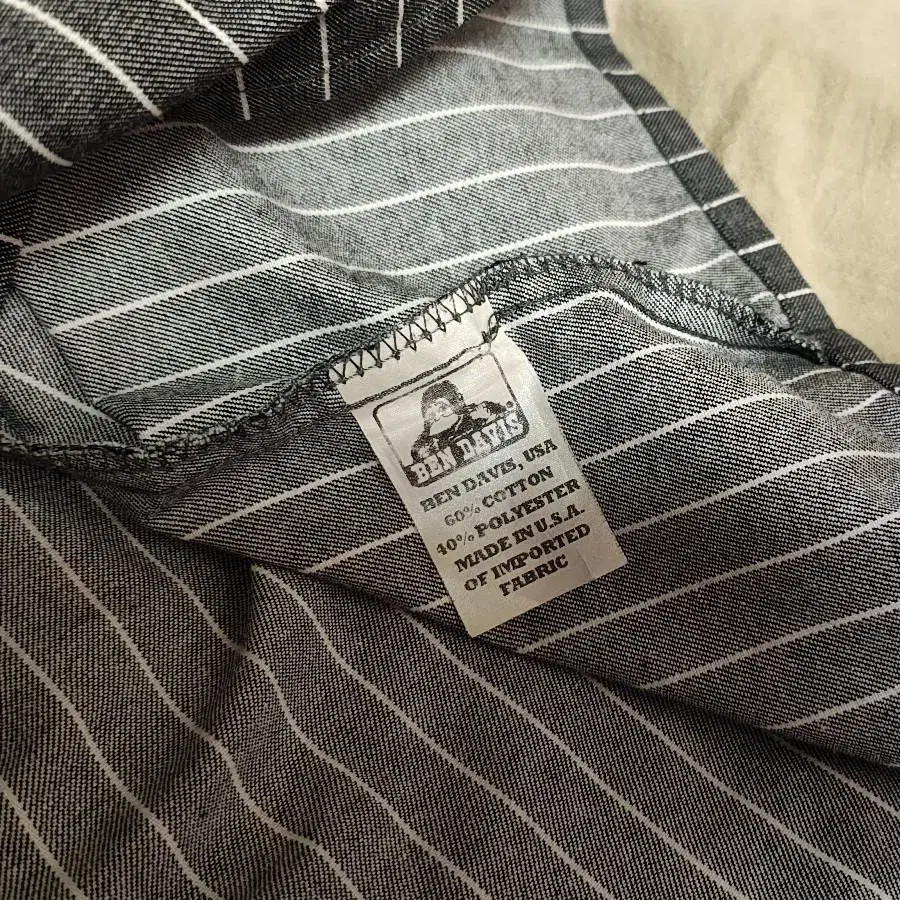 BEN DAVIS
BEN DAVIS, USA
60% COTTON
40% POLYESTER
MADE IN U.S.A.
OF IMPORTED
FABRIC